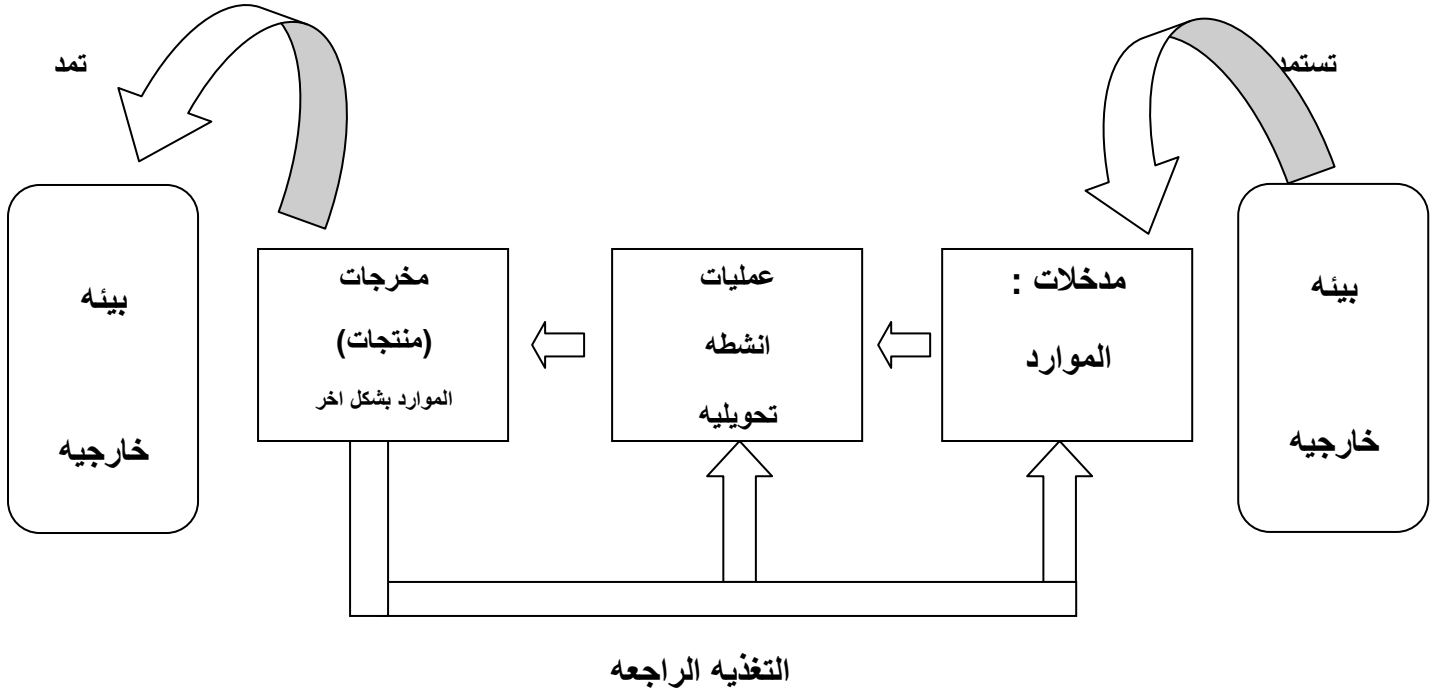 تستمد
تمد
بيئه
خارجيه
مدخلات :
الموارد
عمليات
انشطه
تحويليه
مخرجات
(منتجات)
الموارد بشكل اخر
بيئه
خارجيه
التغذيه الراجعه